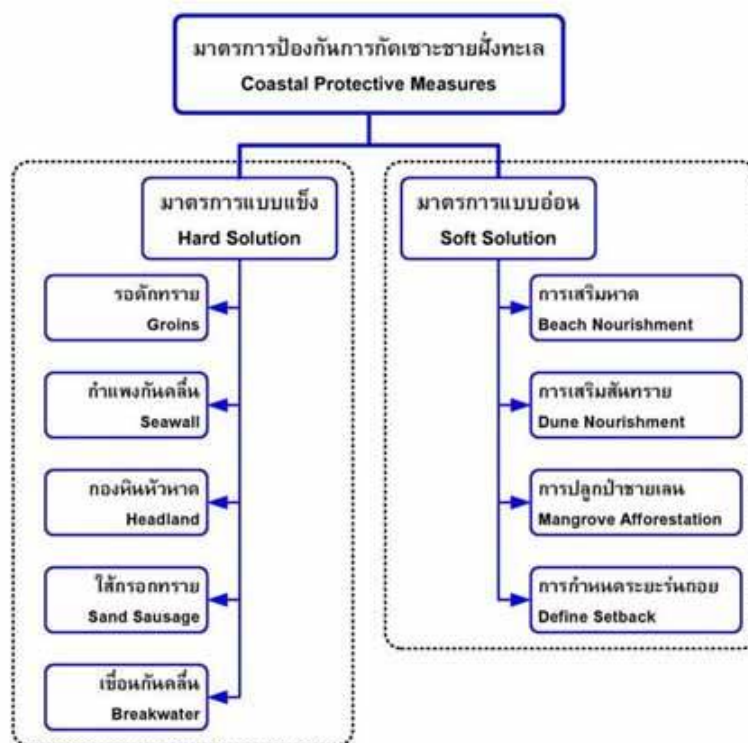 มาตรการป้องกันการกัดเซาะชายฝั่งทะเล
Coastal Protective Measures
มาตรการแบบแข็ง
Hard Solution
รอดักทราย
Groins
กำแพงกันคลื่น
Seawall
กองหินหัวหาด
Headland
ใส้กรอกทราย
Sand Sausage
เขื่อนกันคลื่น
Breakwater
มาตรการแบบอ่อน
Soft Solution
การเสริมหาด
Beach Nourishment
การเสริมสันทราย
Dune Nourishment
การปลูกป่าชายเลน
Mangrove Afforestation
การกำหนดระยะร่นถอย
Define Setback